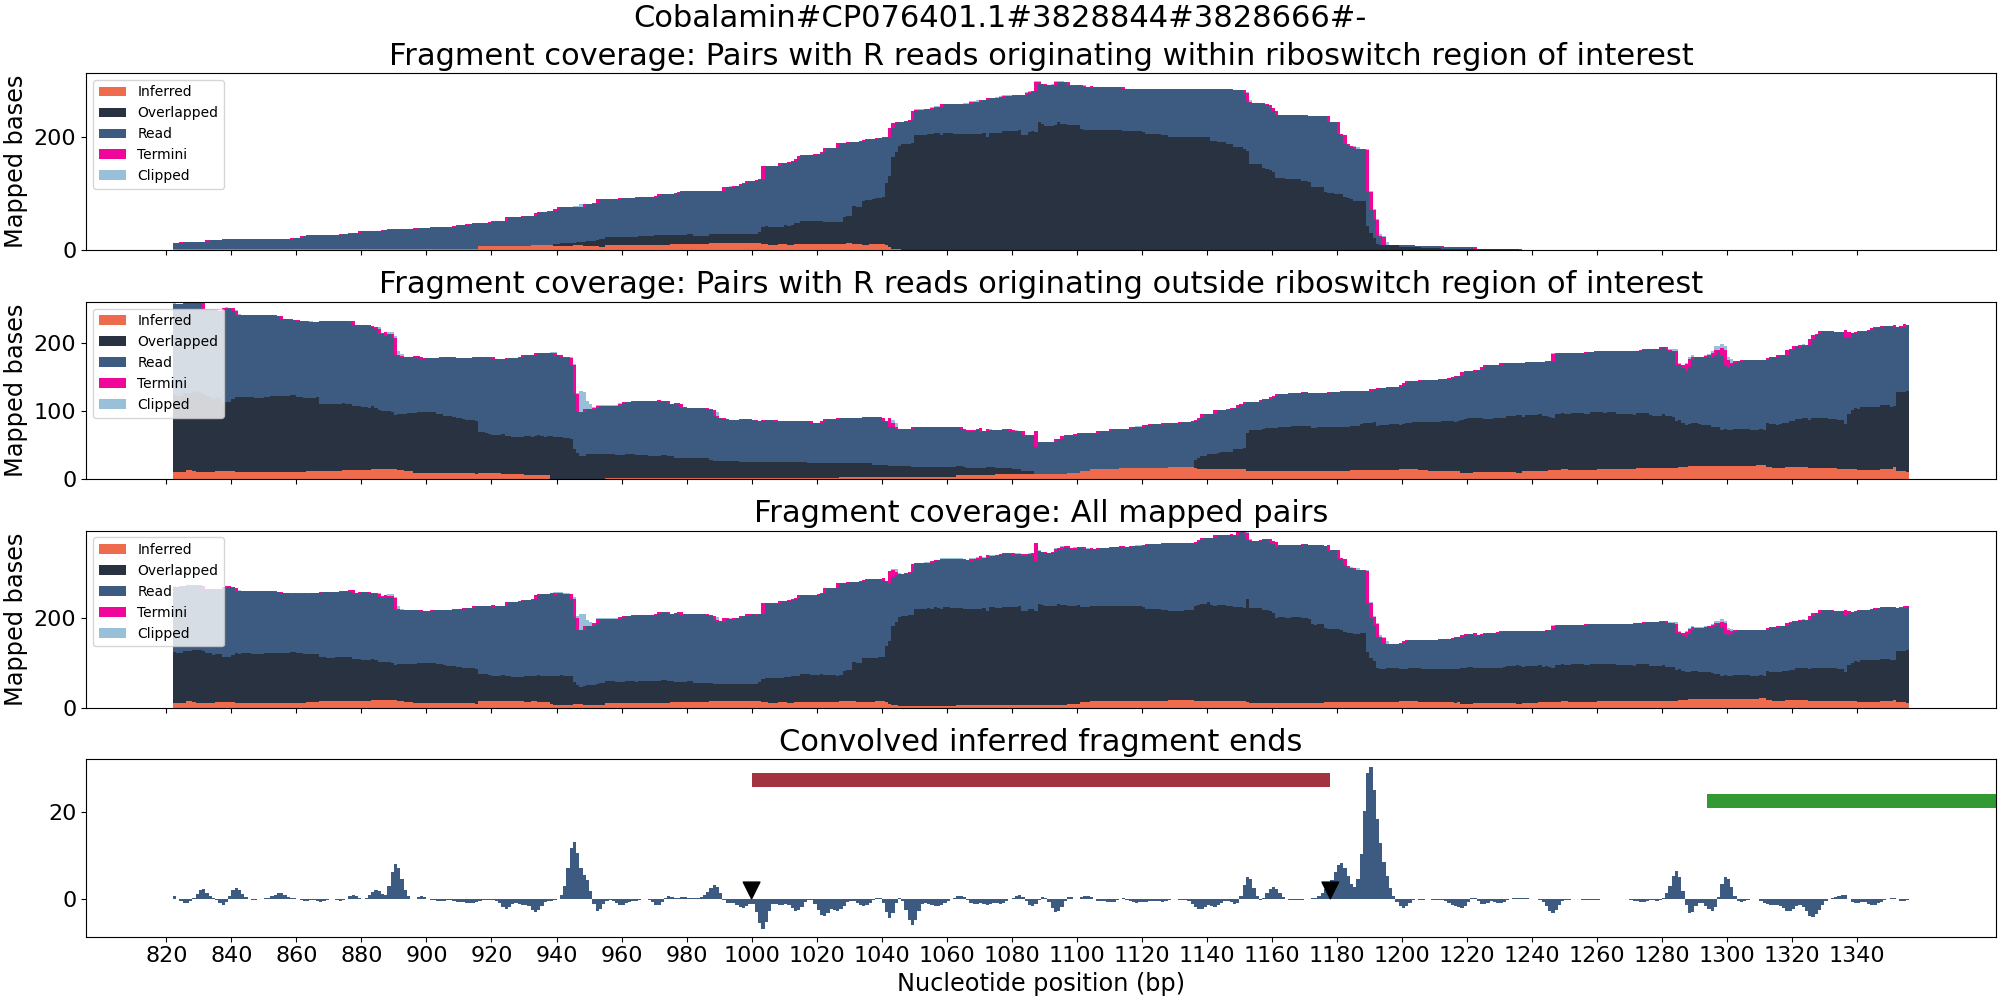 Cobalamin#CP076401.1#3828844#3828666#-
Fragment coverage: Pairs with R reads originating within riboswitch region of interest
Mapped bases
200
0
Inferred
Overlapped
Read
Termini
Clipped
Fragment coverage: Pairs with R reads originating outside riboswitch region of interest
Mapped bases
200
100
0
Inferred
Overlapped
Read
Termini
Clipped
Fragment coverage: All mapped pairs
Mapped bases
200
0
Inferred
Overlapped
Read
Termini
Clipped
Convolved inferred fragment ends
20
0
820 840 860 880 900 920 940 960 980 1000 1020 1040 1060 1080 1100 1120 1140 1160 1180 1200 1220 1240 1260 1280 1300 1320 1340
Nucleotide position (bp)